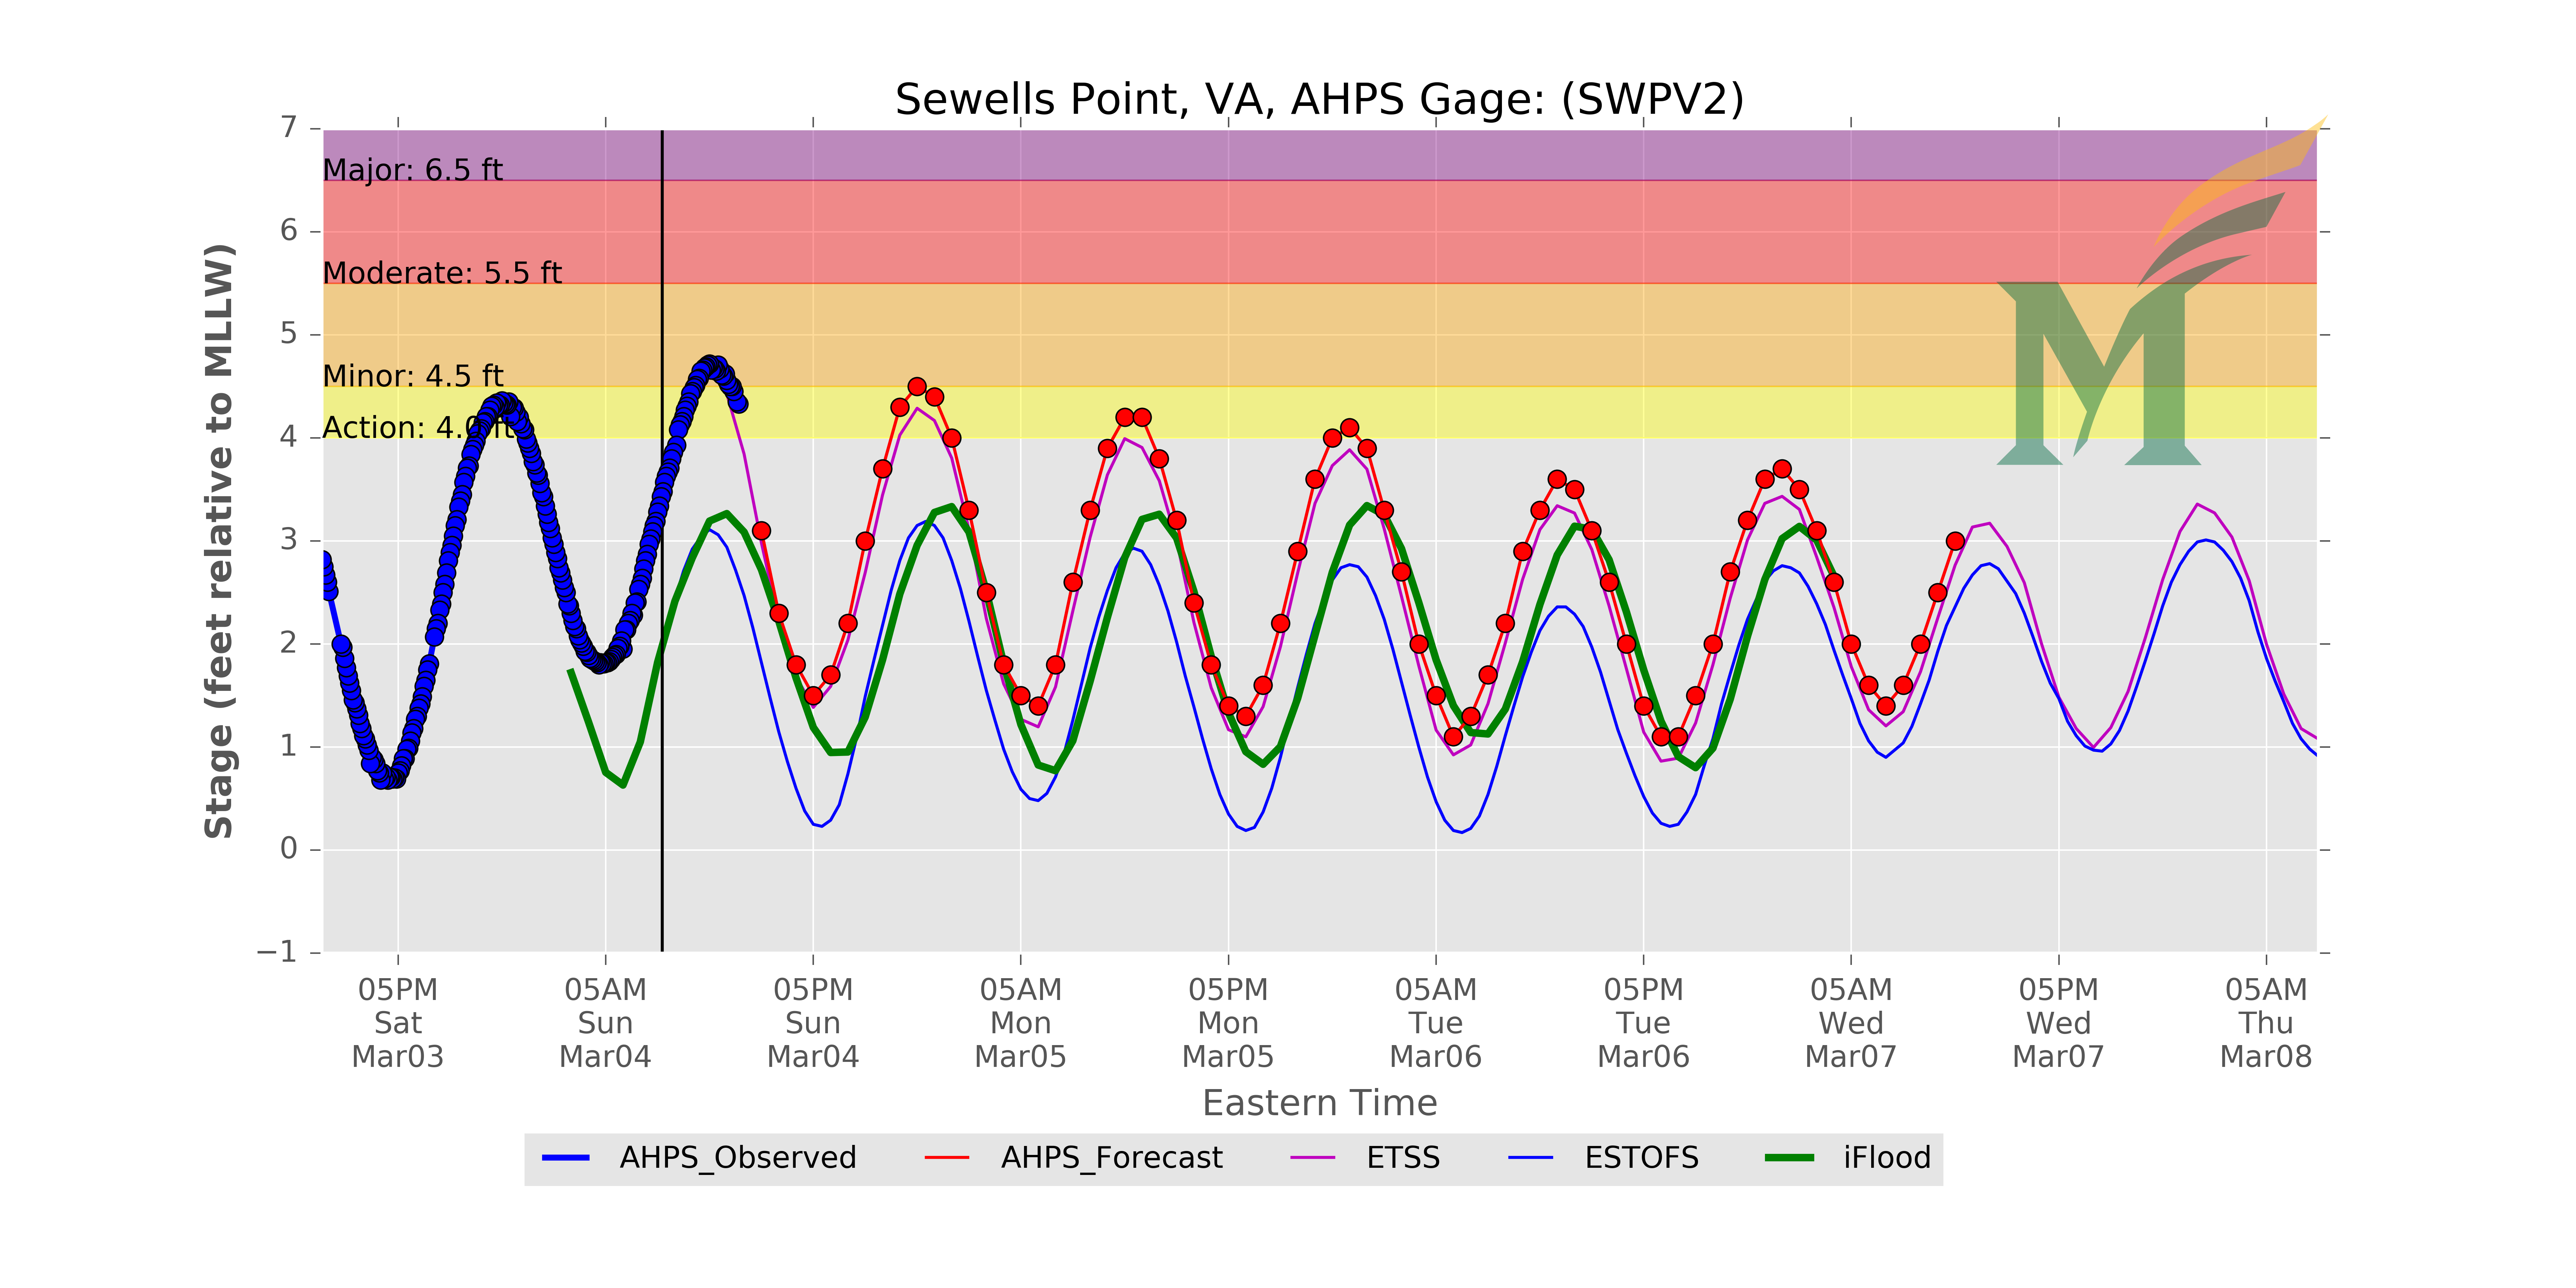 Sewells Point, VA, AHPS Gage: (SWPV2)
Stage (feet relative to MLLW)
7
6
5
4
3
2
1
0
−1
Major: 6.5 ft
Moderate: 5.5 ft
Minor: 4.5 ft
Action: 4.0 ft
M
05PM 05AM 05PM 05AM 05PM 05AM 05PM 05AM 05PM 05AM
Sat Sun Sun Mon Mon Tue Tue Wed Wed Thu
Mar03 Mar04 Mar04 Mar05 Mar05 Mar06 Mar06 Mar07 Mar07 Mar08
Eastern Time
AHPS_Observed AHPS_Forecast ETSS ESTOFS iFlood